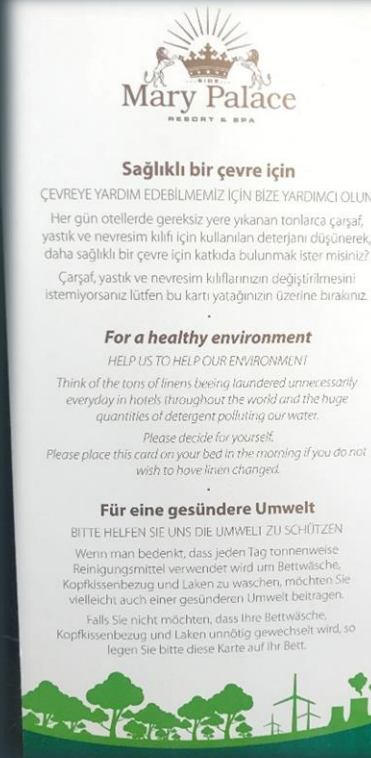 SIDE
Mary Palace
RESORT & SPA
Sağlıklı bir çevre için
ÇEVREYE YARDIM EDEBİLMEMİZ İÇİN BİZE YARDIMCI OLUN
Her gün otellerde gereksiz yere yıkanan tonlarca çarşaf,
yastık ve nevresim kılıfı için kullanılan deterjanı düşünerek,
daha sağlıklı bir çevre için katkıda bulunmak ister misiniz?
Çarşaf, yastık ve nevresim kılıflarınızın değiştirilmesini
istemiyorsanız lütfen bu kartı yatağınızın üzerine bırakınız.
For a healthy environment
HELP US TO HELP OUR ENVIRONMENT
Think of the tons of linens beeing laundered unnecessarily
everyday in hotels throughout the world and the huge
quantities of detergent polluting our water.
Please decide for yourself.
Please place this card on your bed in the morning if you do not
wish to have linen changed.
Für eine gesündere Umwelt
BITTE HELFEN SIE UNS DIE UMWELT ZU SCHÜTZEN
Wenn man bedenkt, dass jeden Tag tonnenweise
Reinigungsmittel verwendet wird um Bettwäsche,
Kopfkissenbezug und Laken zu waschen, möchten Sie
vielleicht auch einer gesünderen Umwelt beitragen.
Falls Sie nicht möchten, dass Ihre Bettwäsche,
Kopfkissenbezug und Laken unnötig gewechselt wird, so
legen Sie bitte diese Karte auf Ihr Bett.